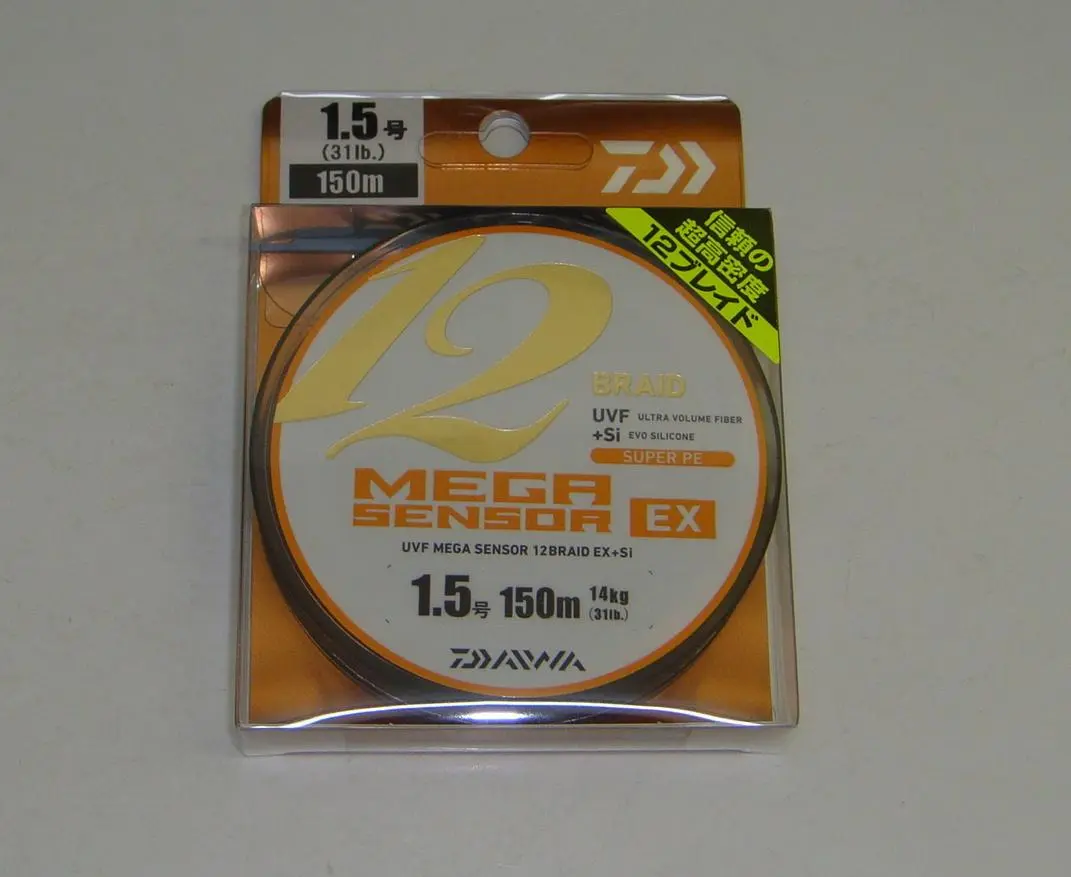 1.5号
(31lb.)
150m
信頼の
超高密度
12ブレイド
12
BRAID
UVF ULTRA VOLUME FIBER
+Si EVO SILICONE
SUPER PE
MEGA
SENSOR EX
UVF MEGA SENSOR 12BRAID EX+Si
1.5号 150m 14kg
(31lb.)
DAIWA